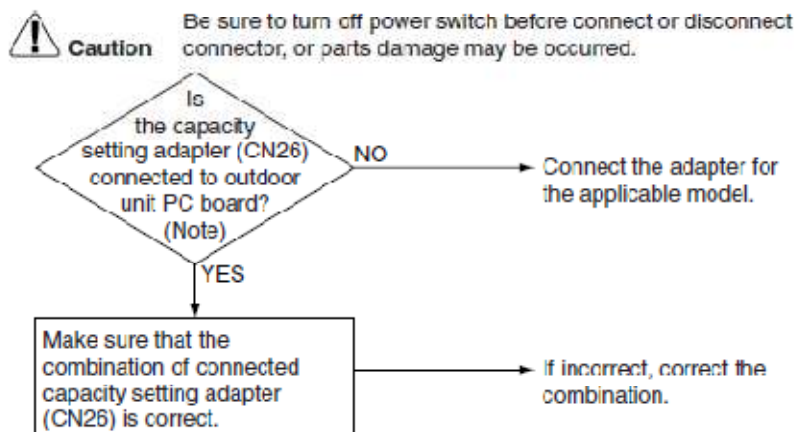 Be sure to turn off power switch before connect or disconnect
Caution connector, or parts damage may be occurred.
Is
the capacity
setting adapter (CN26)
connected to outdoor
unit PC board?
(Note)
NO
Connect the adapter for
the applicable model.
YES
Make sure that the
combination of connected
capacity setting adapter
(CN26) is correct.
If incorrect, correct the
combination.